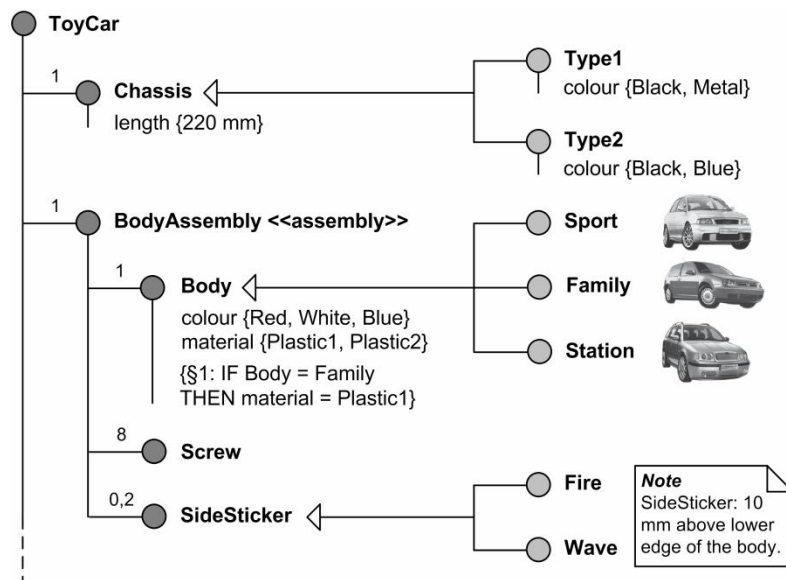 ToyCar
1
Chassis
length {220 mm}
Type1
colour {Black, Metal}
Type2
colour {Black, Blue}
1
BodyAssembly <<assembly>>
1
Body
colour {Red, White, Blue}
material {Plastic1, Plastic2}
{§1: IF Body = Family
THEN material = Plastic1}
Sport
Family
Station
8
Screw
0,2
SideSticker
Fire
Wave
Note
SideSticker: 10
mm above lower
edge of the body.